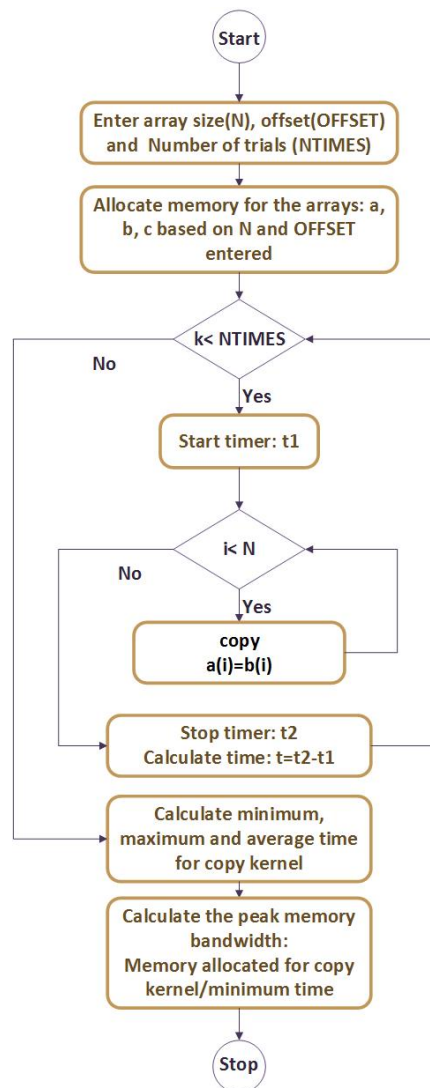 Start
Enter array size(N), offset(OFFSET)
and Number of trials (NTIMES)
Allocate memory for the arrays: a,
b, c based on N and OFFSET
entered
k< NTIMES
No
Yes
Start timer: t1
i< N
No
Yes
copy
a(i)=b(i)
Stop timer: t2
Calculate time: t=t2-t1
Calculate minimum,
maximum and average time
for copy kernel
Calculate the peak memory
bandwidth:
Memory allocated for copy
kernel/minimum time
Stop